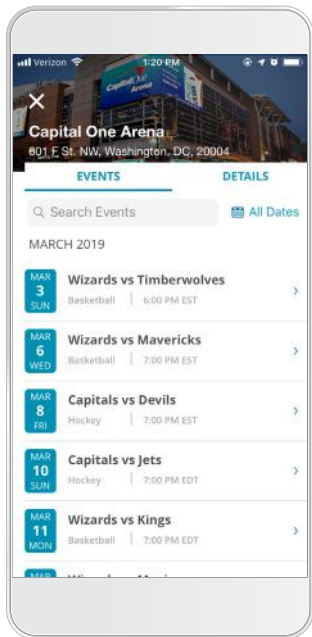 Verizon 1:20 PM
Capital One Arena
601 F St. NW, Washington, DC, 20004
EVENTS DETAILS
Search Events All Dates
MARCH 2019
MAR
3
SUN
Wizards vs Timberwolves
Basketball | 6:00 PM EST
MAR
6
WED
Wizards vs Mavericks
Basketball | 7:00 PM EST
MAR
8
FRI
Capitals vs Devils
Hockey | 7:00 PM EST
MAR
10
SUN
Capitals vs Jets
Hockey | 7:00 PM EDT
MAR
11
MON
Wizards vs Kings
Basketball | 7:00 PM EDT
MAR